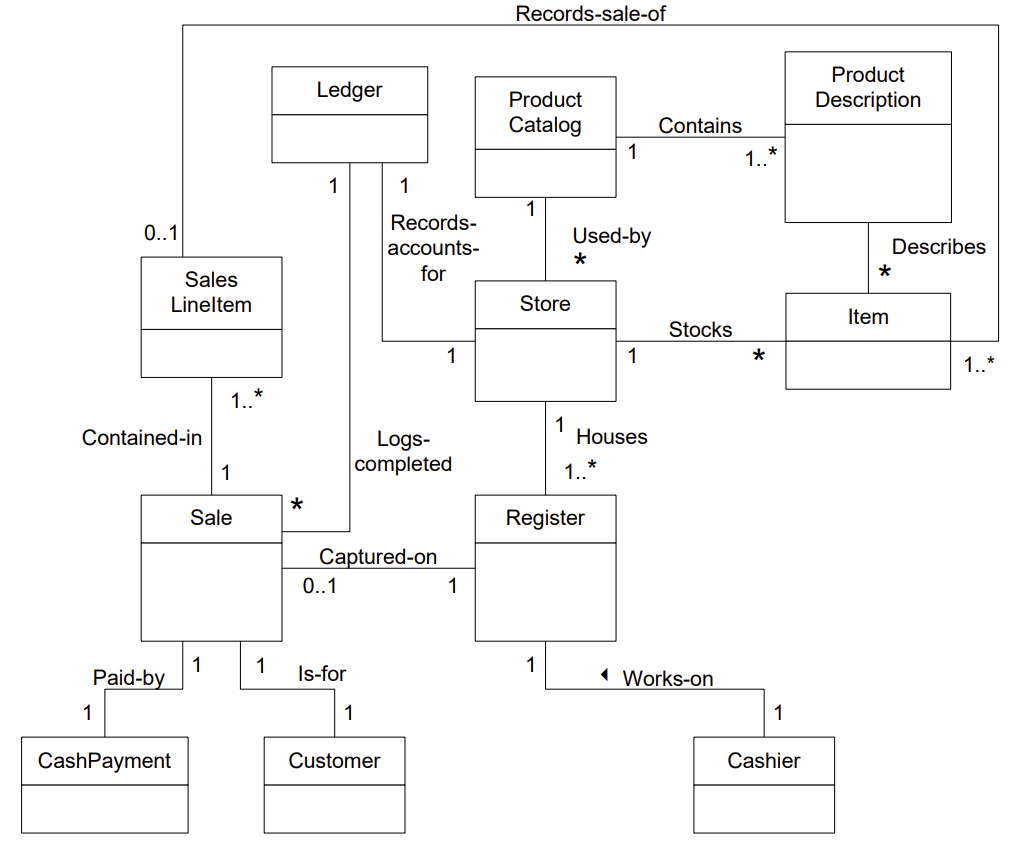 Records-sale-of
Ledger
Product
Catalog
Product
Description
Contains
1
1..*
1
1
Records-
accounts-
for
1
Used-by
*
0..1
Describes
*
Sales
LineItem
Store
Item
Stocks
1
1
*
1..*
1..*
Contained-in
1
Logs-
completed
*
1
Houses
1..*
Sale
Register
Captured-on
0..1
1
Paid-by
1
1
1
Is-for
1
1
Works-on
1
CashPayment
Customer
Cashier